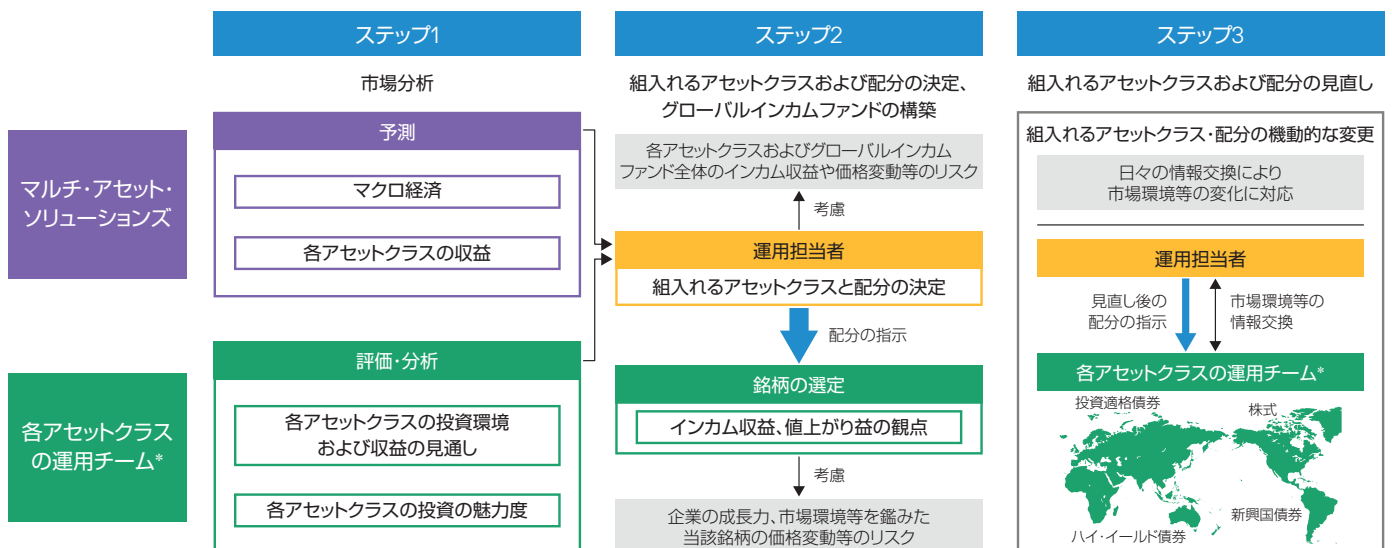 ステップ1
ステップ2
ステップ3
市場分析
組入れるアセットクラスおよび配分の決定、
グローバルインカムファンドの構築
組入れるアセットクラスおよび配分の見直し
マルチ・アセット・
ソリューションズ
予測
マクロ経済
各アセットクラスの収益
各アセットクラス
の運用チーム*
評価・分析
各アセットクラスの投資環境
および収益の見通し
各アセットクラスの投資の魅力度
各アセットクラスおよびグローバルインカム
ファンド全体のインカム収益や価格変動等のリスク
考慮
運用担当者
組入れるアセットクラスと配分の決定
配分の指示
銘柄の選定
インカム収益、値上がり益の観点
考慮
企業の成長力、市場環境等を鑑みた
当該銘柄の価格変動等のリスク
組入れるアセットクラス・配分の機動的な変更
日々の情報交換により
市場環境等の変化に対応
運用担当者
見直し後の
配分の指示
市場環境等の
情報交換
各アセットクラスの運用チーム*
投資適格債券
株式
新興国債券
ハイ・イールド債券